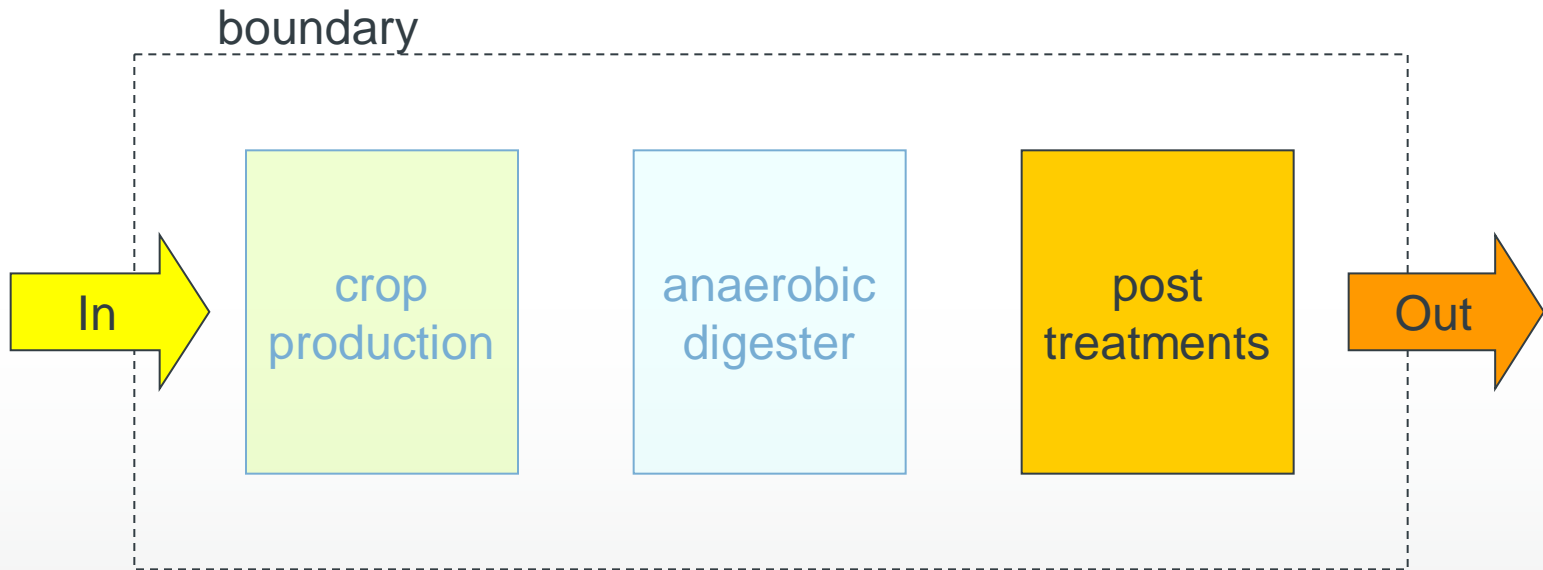 boundary
In
crop
production
anaerobic
digester
post
treatments
Out